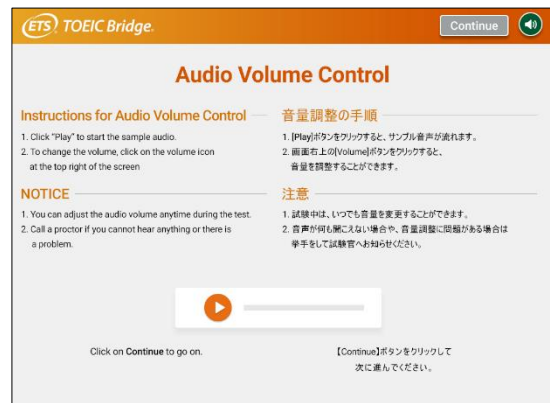 ETS TOEIC Bridge.
Continue
Audio Volume Control
Instructions for Audio Volume Control
1. Click "Play" to start the sample audio.
2. To change the volume, click on the volume icon
at the top right of the screen
NOTICE
1. You can adjust the audio volume anytime during the test.
2. Call a proctor if you cannot hear anything or there is
a problem.
音量調整の手順
1. [Play]ボタンをクリックすると、サンプル音声が流れます。
2. 画面右上の[Volume]ボタンをクリックすると、
音量を調整することができます。
注意
1. 試験中は、いつでも音量を変更することができます。
2. 音声が何も聞こえない場合や、音量調整に問題がある場合は
挙手をして試験官へお知らせください。
Click on Continue to go on.
【Continue】ボタンをクリックして
次に進んでください。